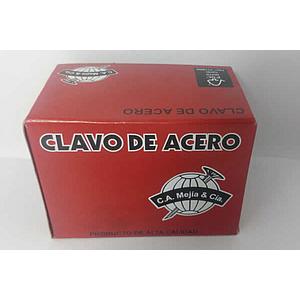 CLAVO DE ACERO
CLAVO DE ACERO
C.A. Mejía & Cía.
PRODUCTO DE ALTA CALIDAD